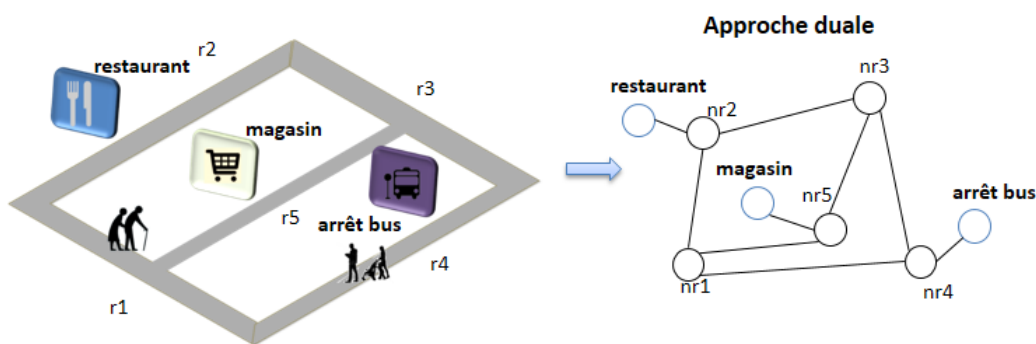 r2
restaurant
r3
magasin
r5
arrêt bus
r4
r1
Approche duale
nr3
restaurant
nr2
magasin
nr5
arrêt bus
nr1
nr4